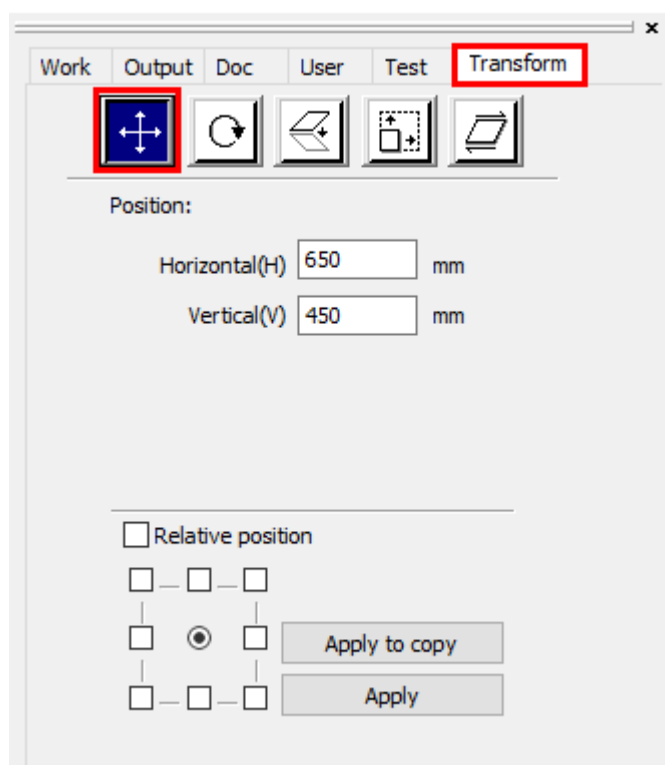 Work Output Doc User Test Transform
Position:
Horizontal(H) 650 mm
Vertical(V) 450 mm
Relative position
Apply to copy
Apply